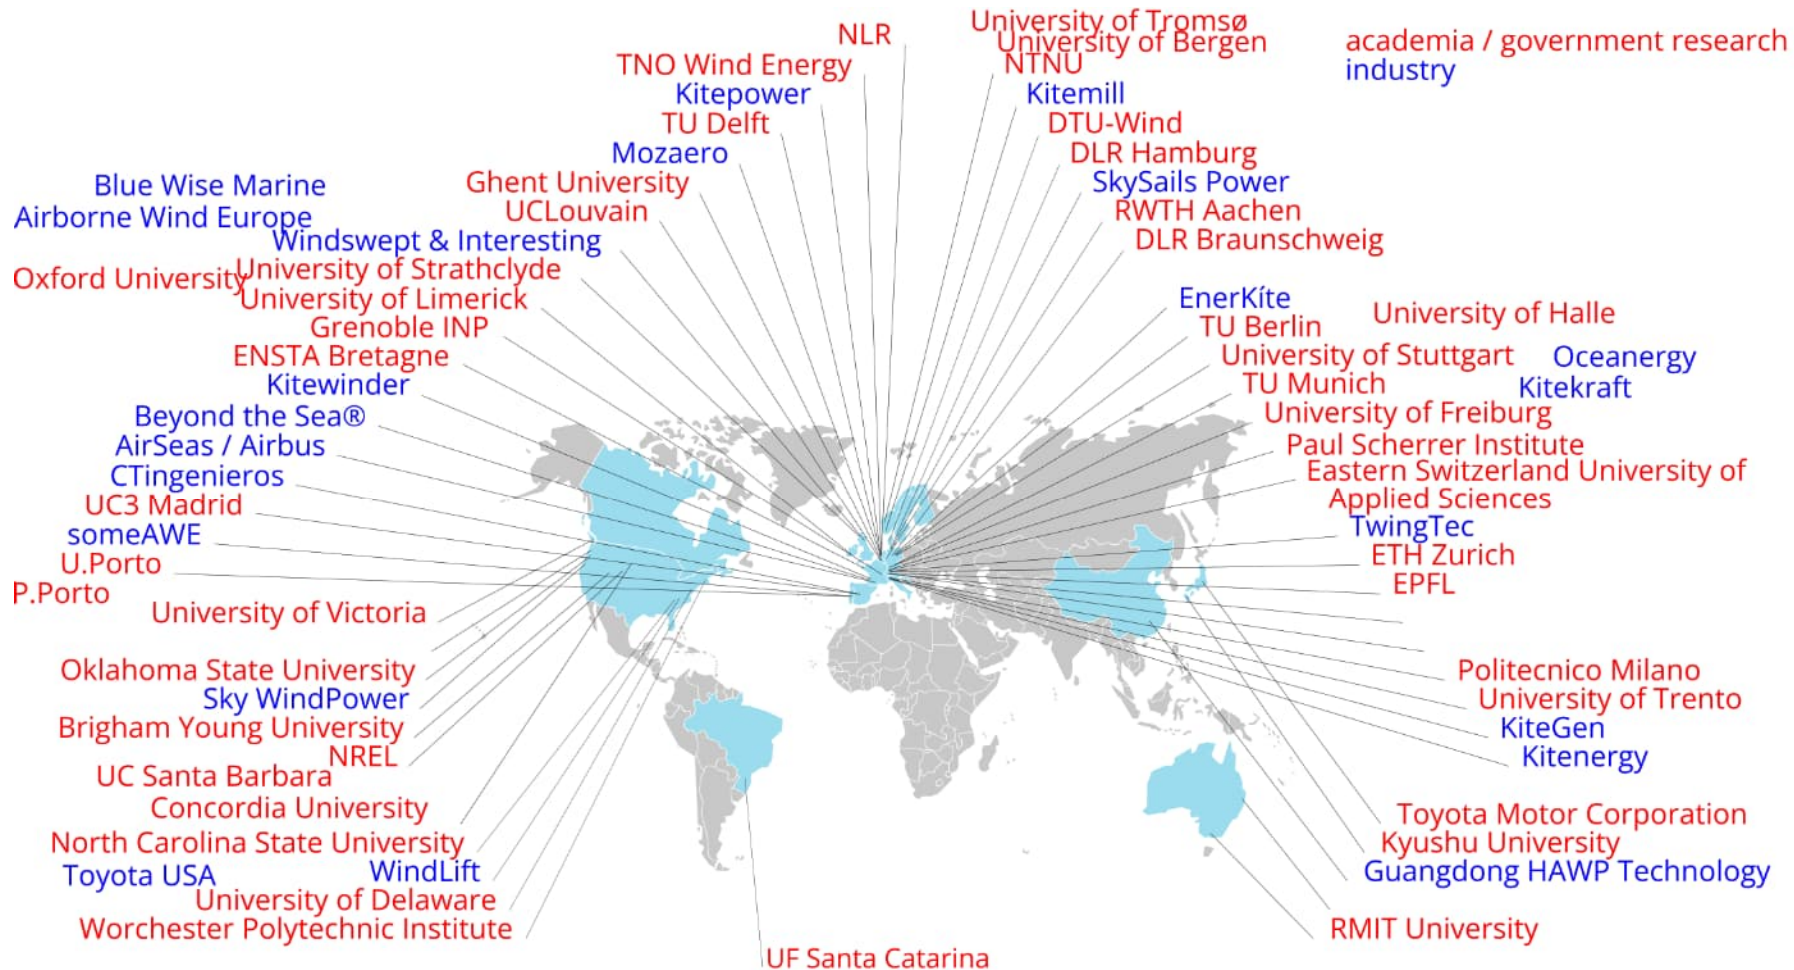 NLR
TNO Wind Energy
Kitepower
TU Delft
Mozaero
Ghent University
UCLouvain
Blue Wise Marine
Airborne Wind Europe
Windswept & Interesting
University of Strathclyde
Oxford University
University of Limerick
Grenoble INP
ENSTA Bretagne
Kitewinder
Beyond the Sea®
AirSeas / Airbus
CTingenieros
UC3 Madrid
someAWE
U.Porto
P.Porto
University of Victoria
Oklahoma State University
Sky WindPower
Brigham Young University
NREL
UC Santa Barbara
Concordia University
North Carolina State University
WindLift
Toyota USA
University of Delaware
Worchester Polytechnic Institute
UF Santa Catarina
University of Tromsø
University of Bergen
NTNU
Kitemill
DTU-Wind
DLR Hamburg
SkySails Power
RWTH Aachen
DLR Braunschweig
academia / government research
industry
EnerKíte
University of Halle
TU Berlin
University of Stuttgart
Oceanergy
TU Munich
Kitekraft
University of Freiburg
Paul Scherrer Institute
Eastern Switzerland University of
Applied Sciences
TwingTec
ETH Zurich
EPFL
Politecnico Milano
University of Trento
KiteGen
Kitenergy
Toyota Motor Corporation
Kyushu University
Guangdong HAWP Technology
RMIT University